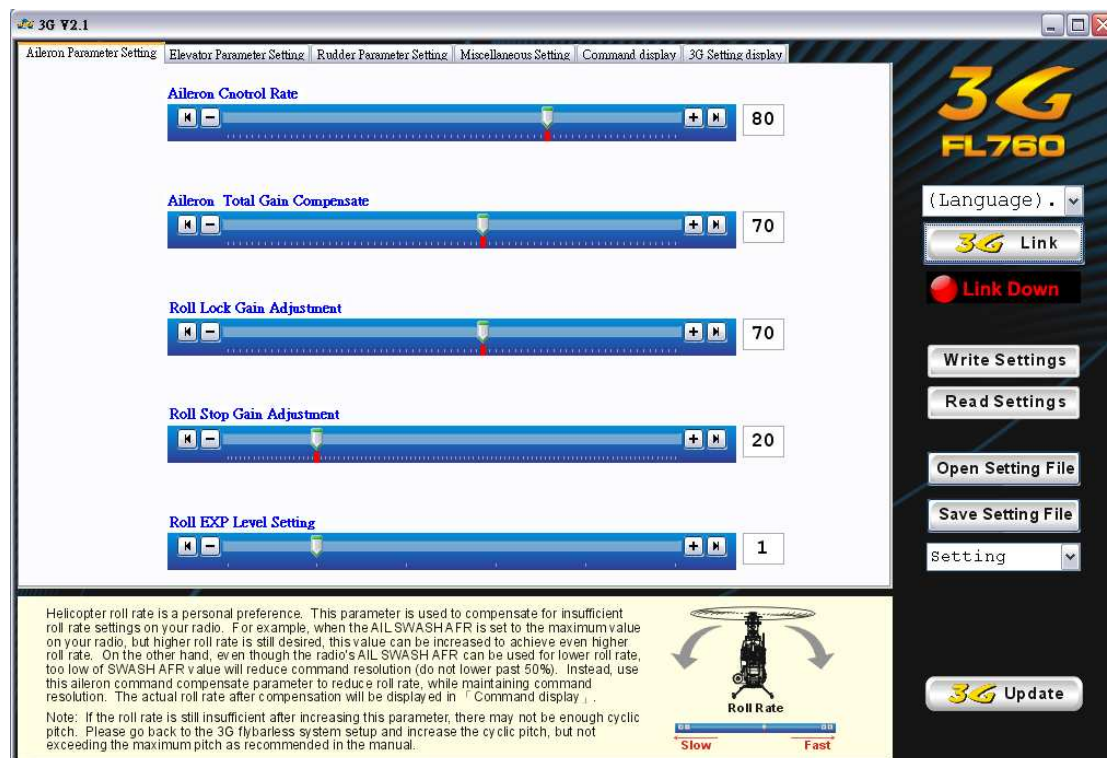 3G V2.1
Aileron Parameter Setting Elevator Parameter Setting Rudder Parameter Setting Miscellaneous Setting Command display 3G Setting display
Aileron Cnotrol Rate
80
Aileron Total Gain Compensate
70
Roll Lock Gain Adjustment
70
Roll Stop Gain Adjustment
20
Roll EXP Level Setting
1
3G
FL760
(Language).
3G Link
Link Down
Write Settings
Read Settings
Open Setting File
Save Setting File
Setting
3G Update
Helicopter roll rate is a personal preference. This parameter is used to compensate for insufficient
roll rate settings on your radio. For example, when the AIL SWASH AFR is set to the maximum value
on your radio, but higher roll rate is still desired, this value can be increased to achieve even higher
roll rate. On the other hand, even though the radio's AIL SWASH AFR can be used for lower roll rate,
too low of SWASH AFR value will reduce command resolution (do not lower past 50%). Instead, use
this aileron command compensate parameter to reduce roll rate, while maintaining command
resolution. The actual roll rate after compensation will be displayed in 「Command display」.
Note: If the roll rate is still insufficient after increasing this parameter, there may not be enough cyclic
pitch. Please go back to the 3G flybarless system setup and increase the cyclic pitch, but not
exceeding the maximum pitch as recommended in the manual.
Roll Rate
Slow Fast